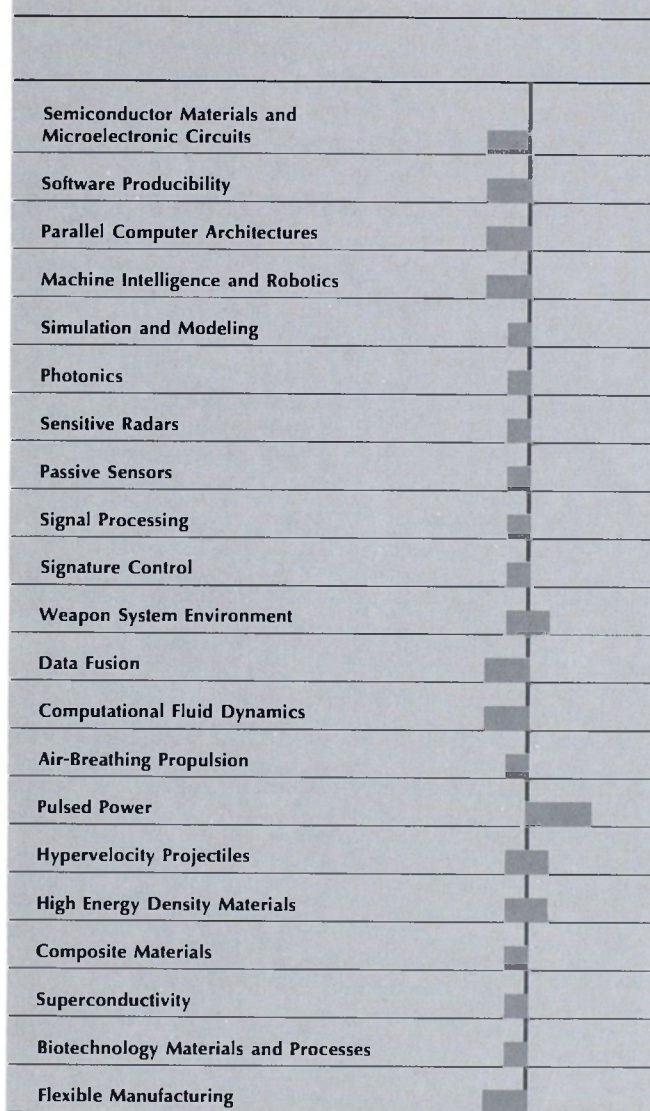 Semiconductor Materials and
Microelectronic Circuits
Software Producibility
Parallel Computer Architectures
Machine Intelligence and Robotics
Simulation and Modeling
Photonics
Sensitive Radars
Passive Sensors
Signal Processing
Signature Control
Weapon System Environment
Data Fusion
Computational Fluid Dynamics
Air-Breathing Propulsion
Pulsed Power
Hypervelocity Projectiles
High Energy Density Materials
Composite Materials
Superconductivity
Biotechnology Materials and Processes
Flexible Manufacturing